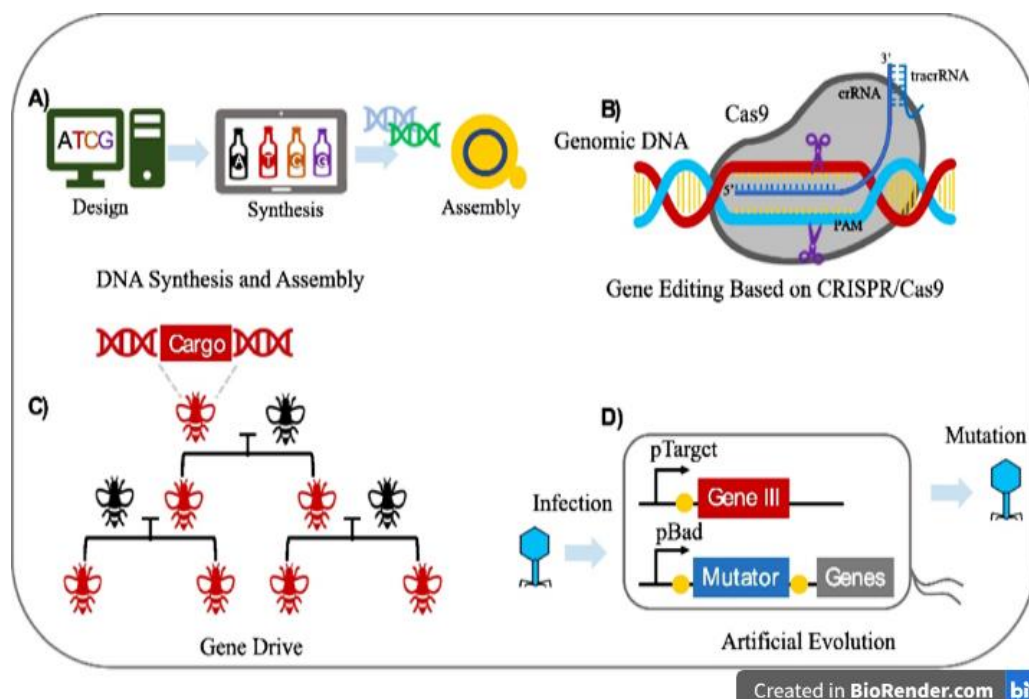 A)
ATCG
Design
A T C G
Synthesis
Assembly
DNA Synthesis and Assembly
B)
Genomic DNA
Cas9
crRNA
3'
tracrRNA
5'
PAM
Gene Editing Based on CRISPR/Cas9
C)
Cargo
Gene Drive
D)
Infection
pTarget
Gene III
pBad
Mutator
Genes
Mutation
Artificial Evolution
Created in BioRender.com bi